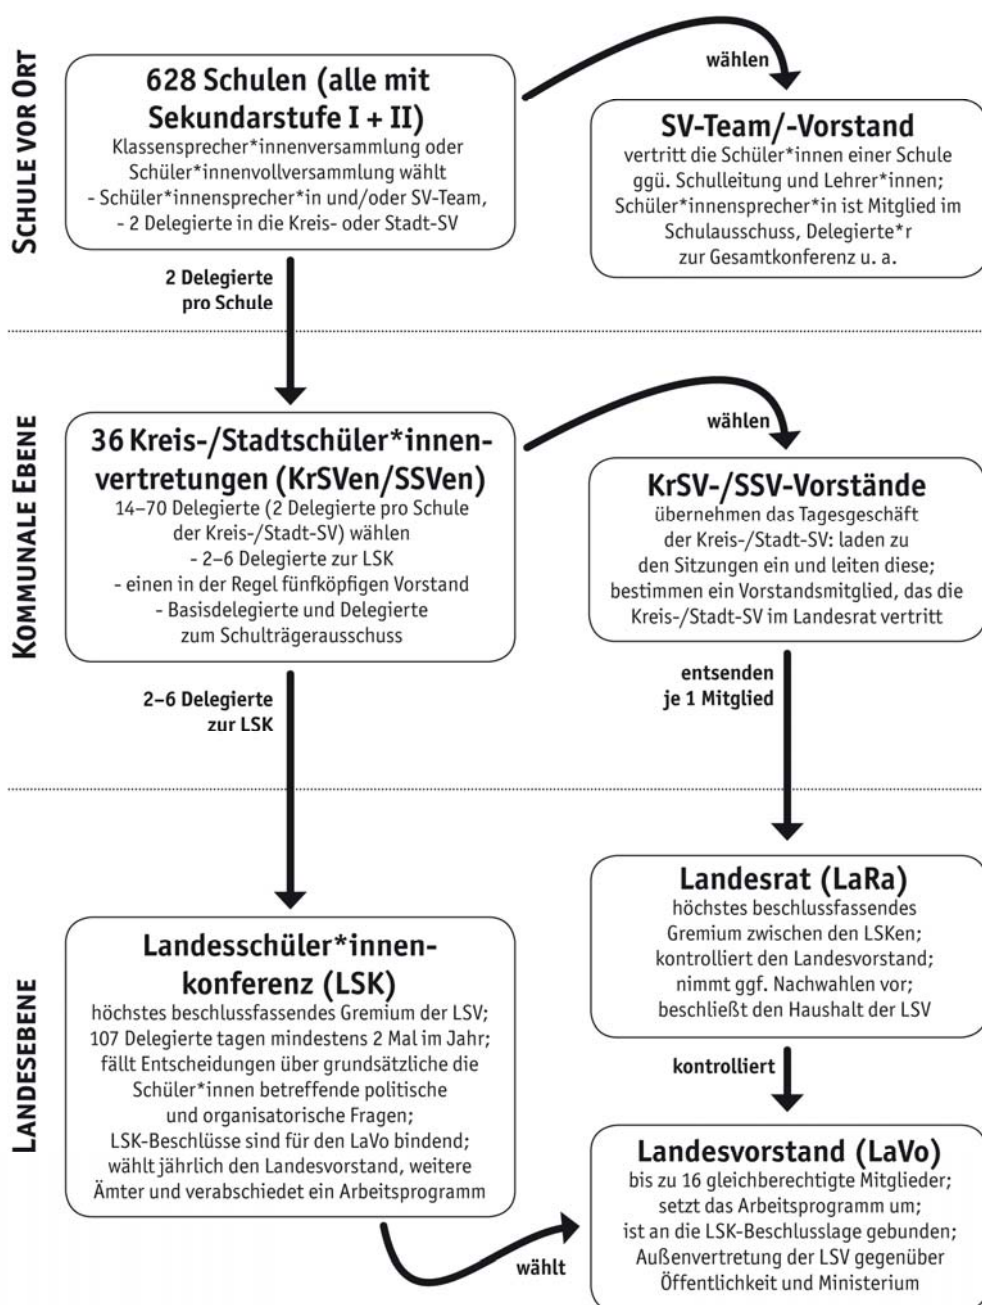 SCHULE VOR ORT
628 Schulen (alle mit
Sekundarstufe I + II)
Klassensprecher*innenversammlung oder
Schüler*innenvollversammlung wählt
- Schüler*innensprecher*in und/oder SV-Team,
- 2 Delegierte in die Kreis- oder Stadt-SV
wählen
SV-Team/-Vorstand
vertritt die Schüler*innen einer Schule
ggü. Schulleitung und Lehrer*innen;
Schüler*innensprecher*in ist Mitglied im
Schulausschuss, Delegierte*r
zur Gesamtkonferenz u. a.
2 Delegierte
pro Schule
KOMMUNALE EBENE
36 Kreis-/Stadtschüler*innen-
vertretungen (KrSVen/SSVen)
14–70 Delegierte (2 Delegierte pro Schule
der Kreis-/Stadt-SV) wählen
- 2–6 Delegierte zur LSK
- einen in der Regel fünfköpfigen Vorstand
- Basisdelegierte und Delegierte
zum Schulträgerausschuss
wählen
KrSV-/SSV-Vorstände
übernehmen das Tagesgeschäft
der Kreis-/Stadt-SV: laden zu
den Sitzungen ein und leiten diese;
bestimmen ein Vorstandsmitglied, das die
Kreis-/Stadt-SV im Landesrat vertritt
2–6 Delegierte
zur LSK
entsenden
je 1 Mitglied
LANDESEBENE
Landesschüler*innen-
konferenz (LSK)
höchstes beschlussfassendes Gremium der LSV;
107 Delegierte tagen mindestens 2 Mal im Jahr;
fällt Entscheidungen über grundsätzliche die
Schüler*innen betreffende politische
und organisatorische Fragen;
LSK-Beschlüsse sind für den LaVo bindend;
wählt jährlich den Landesvorstand, weitere
Ämter und verabschiedet ein Arbeitsprogramm
Landesrat (LaRa)
höchstes beschlussfassendes
Gremium zwischen den LSKen;
kontrolliert den Landesvorstand;
nimmt ggf. Nachwahlen vor;
beschließt den Haushalt der LSV
kontrolliert
wählt
Landesvorstand (LaVo)
bis zu 16 gleichberechtigte Mitglieder;
setzt das Arbeitsprogramm um;
ist an die LSK-Beschlusslage gebunden;
Außenvertretung der LSV gegenüber
Öffentlichkeit und Ministerium